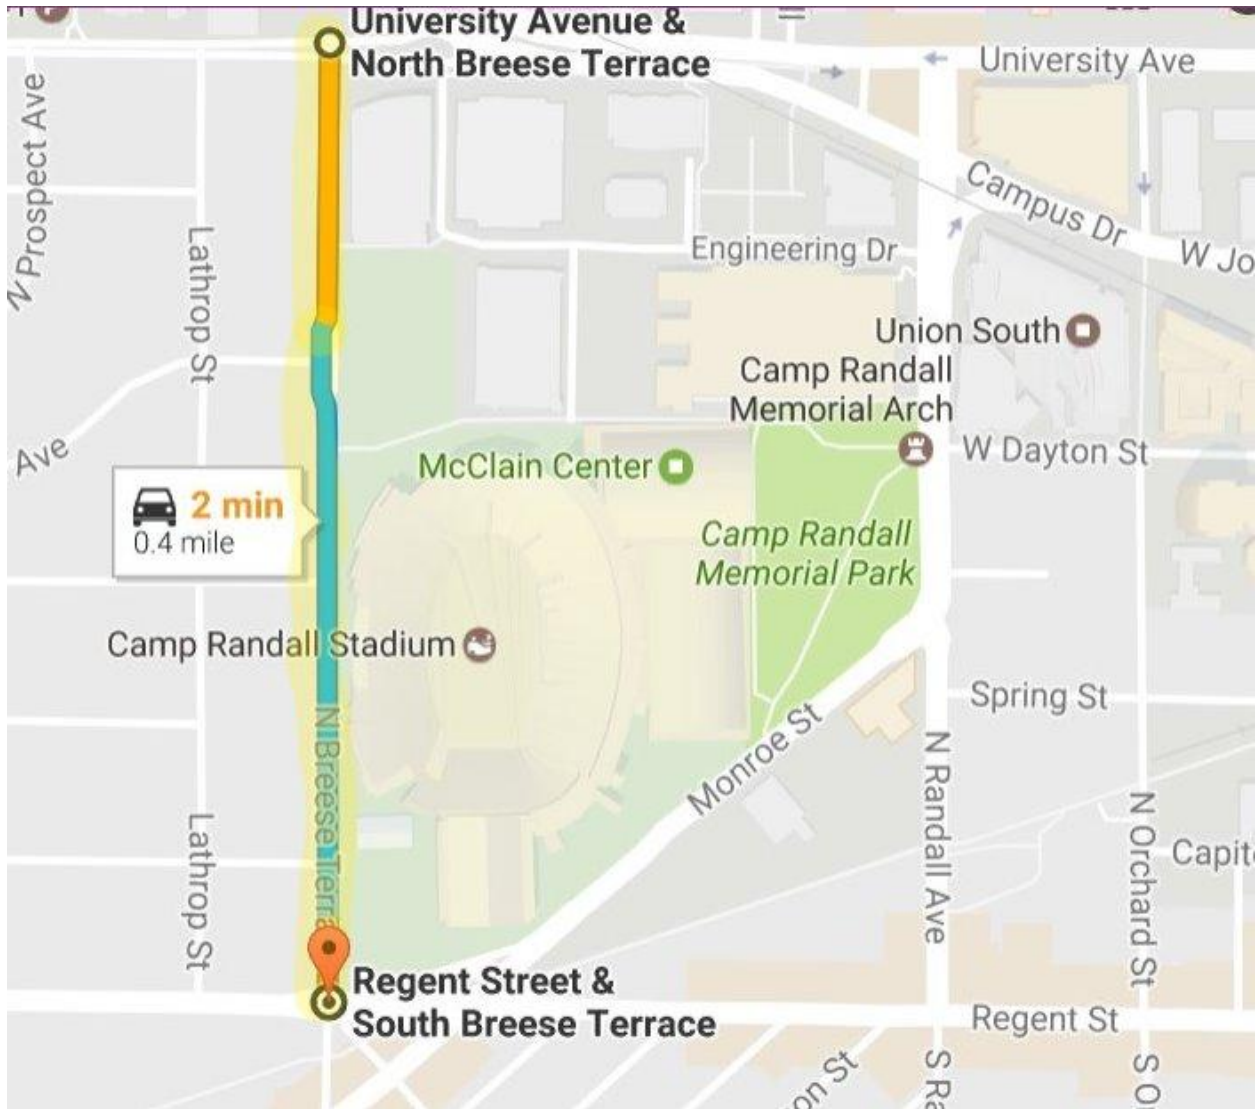 University Avenue &
North Breese Terrace
University Ave
N Prospect Ave
Lathrop St
Campus Dr
Engineering Dr
W Jo
Union South
Camp Randall
Memorial Arch
Ave
McClain Center
W Dayton St
2 min
0.4 mile
Camp Randall
Memorial Park
Camp Randall Stadium
Spring St
N Breese Terra
Monroe St
N Randall Ave
N Orchard St
Lathrop St
Capit
Regent Street &
South Breese Terrace
Regent St
on St
S Ra
S O